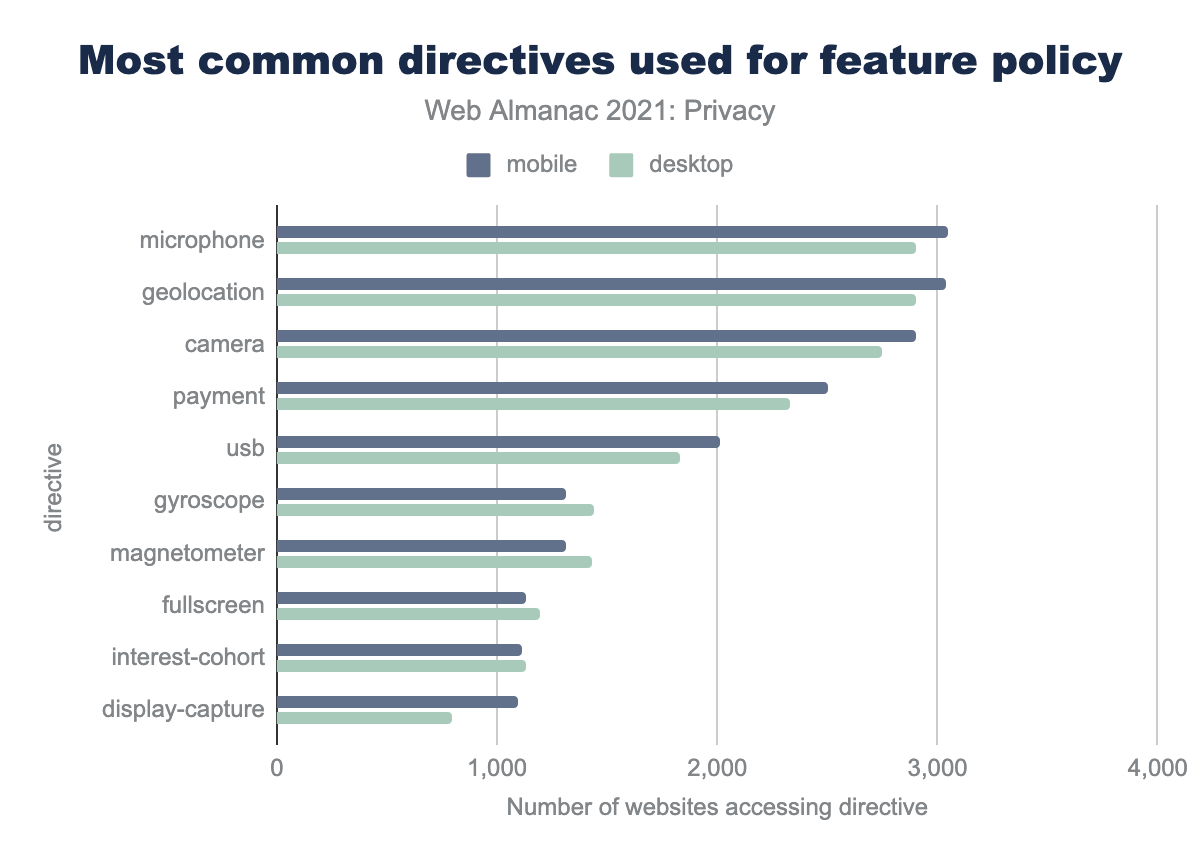 Most common directives used for feature policy
Web Almanac 2021: Privacy
mobile desktop
microphone
geolocation
camera
payment
usb
gyroscope
magnetometer
fullscreen
interest-cohort
display-capture
directive
0 1,000 2,000 3,000 4,000
Number of websites accessing directive